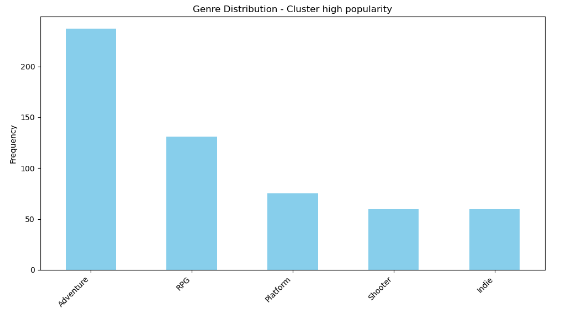 Genre Distribution - Cluster high popularity
Frequency
200
150
100
50
0
Adventure
RPG
Platform
Shooter
Indie